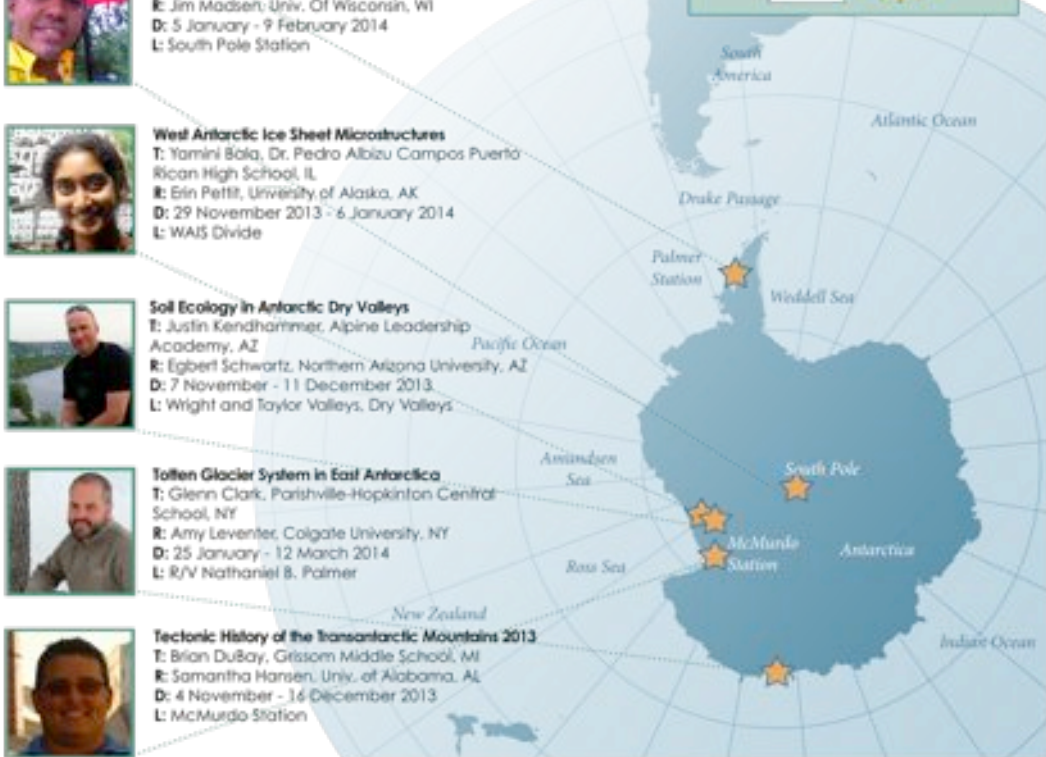 R: Jim Madsen, Univ. Of Wisconsin, WI
D: 5 January - 9 February 2014
L: South Pole Station
West Antarctic Ice Sheet Microstructures
T: Yamini Bala, Dr. Pedro Albizu Campos Puerto
Rican High School, IL
R: Erin Pettit, Unversity of Alaska, AK
D: 29 November 2013 - 6 January 2014
L: WAIS Divide
Soil Ecology in Antarctic Dry Valleys
T: Justin Kendhammer, Alpine Leadership
Academy, AZ
R: Egbert Schwartz, Northern Arizona University, AZ
D: 7 November - 11 December 2013
L: Wright and Taylor Valleys, Dry Valleys
Totten Glacier System in East Antarctica
T: Glenn Clark, Parishville-Hopkinton Central
School, NY
R: Amy Leventer, Colgate University, NY
D: 25 January - 12 March 2014
L: R/V Nathaniel B. Palmer
Tectonic History of the Transantarctic Mountains 2013
T: Brian DuBay, Grissom Middle School, MI
R: Samantha Hansen, Univ. of Alabama, AL
D: 4 November - 16 December 2013
L: McMurdo Station
South
America
Atlantic Ocean
Drake Passage
Palmer
Station
Weddell Sea
Pacific Ocean
Amundsen
Sea
South Pole
McMurdo
Station
Antarctica
Ross Sea
New Zealand
Indian Ocean